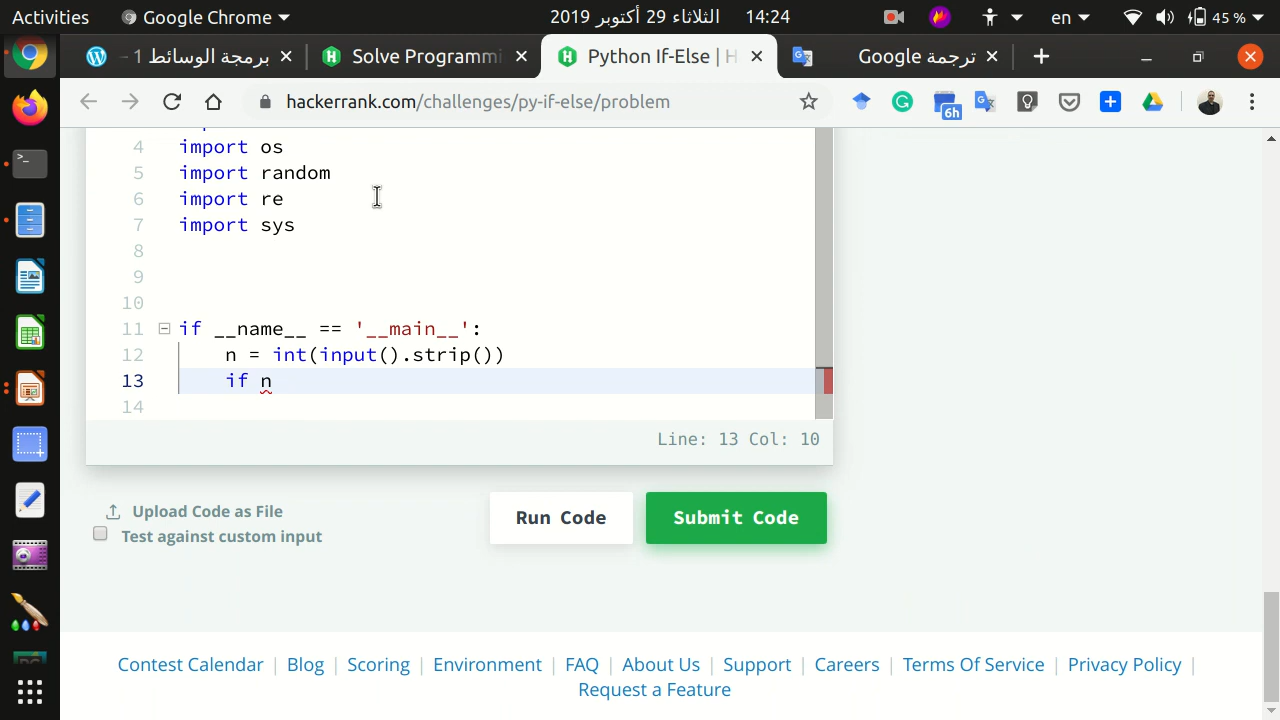 Activities Google Chrome الثلاثاء 29 أكتوبر 2019 14:24 en 45 %
برمجة الوسائط 1 – Solve Programmi Python If-Else | H ترجمة Google
hackerrank.com/challenges/py-if-else/problem 6h
4 import os
5 import random
6 import re
7 import sys
8
9
10
11 if __name__ == '__main__':
12 n = int(input().strip())
13 if n
14
Line: 13 Col: 10
Upload Code as File
Run Code Submit Code
Test against custom input
Contest Calendar | Blog | Scoring | Environment | FAQ | About Us | Support | Careers | Terms Of Service | Privacy Policy |
Request a Feature